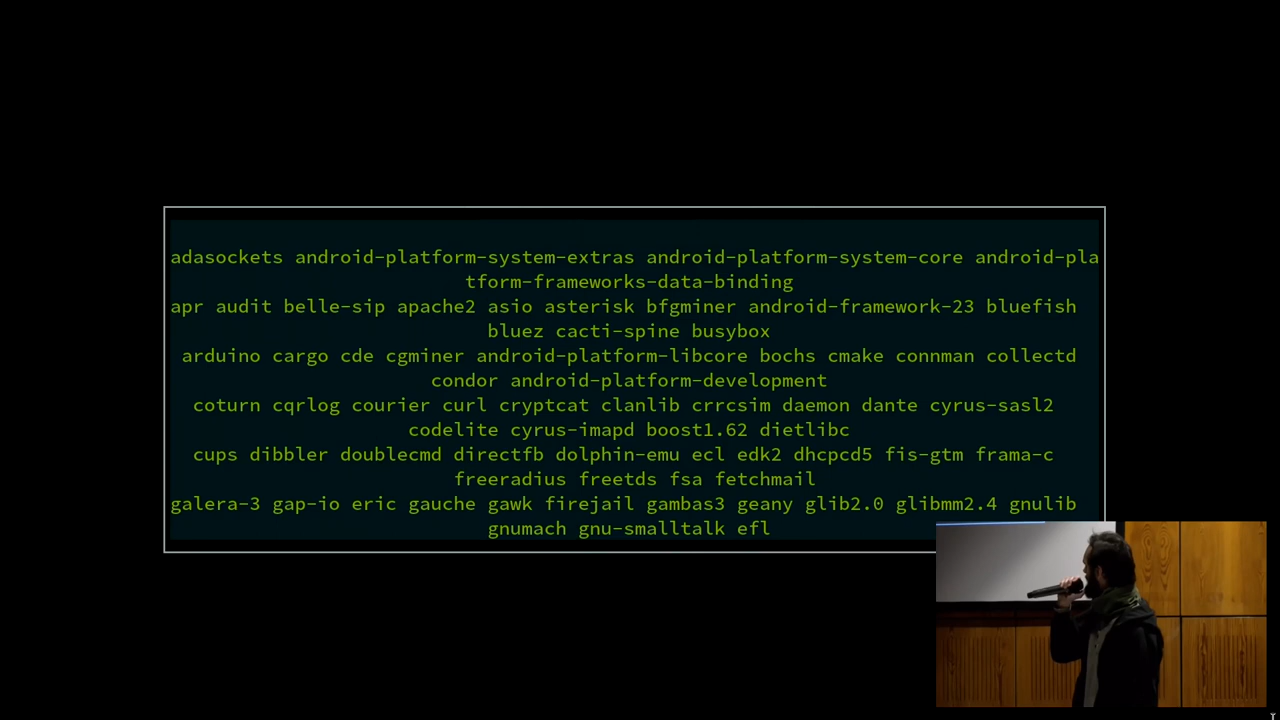 adasockets android-platform-system-extras android-platform-system-core android-pla
tform-frameworks-data-binding
apr audit belle-sip apache2 asio asterisk bfgminer android-framework-23 bluefish
bluez cacti-spine busybox
arduino cargo cde cgminer android-platform-libcore bochs cmake connman collectd
condor android-platform-development
coturn cqrlog courier curl cryptcat clanlib crrcsim daemon dante cyrus-sasl2
codelite cyrus-imapd boost1.62 dietlibc
cups dibbler doublecmd directfb dolphin-emu ecl edk2 dhcpcd5 fis-gtm frama-c
freeradius freetds fsa fetchmail
galera-3 gap-io eric gauche gawk firejail gambas3 geany glib2.0 glibmm2.4 gnulib
gnumach gnu-smalltalk efl